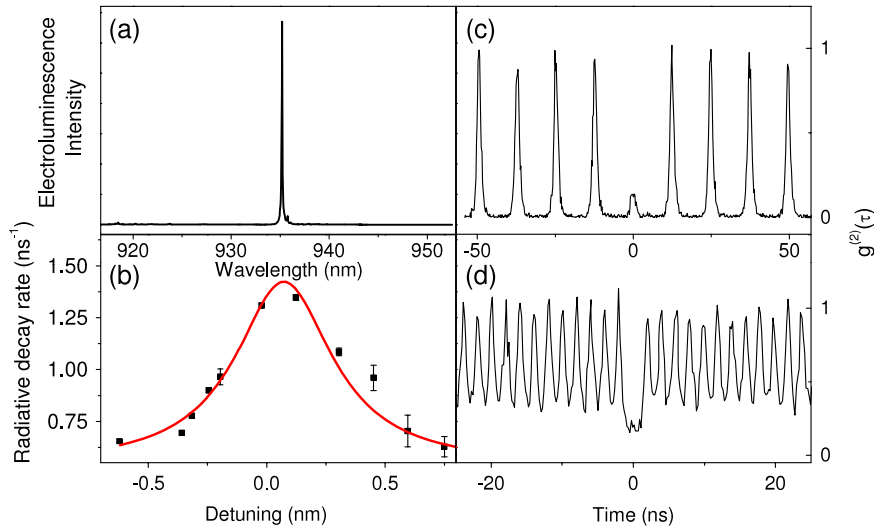 (a)
(c)
Electroluminescence
Intensity
1
0
920
930
940
950
Wavelength (nm)
-50
0
50
g(2)(τ)
(b)
(d)
Radiative decay rate (ns-1)
1.50
1.25
1.00
0.75
1
0
-0.5
0.0
0.5
Detuning (nm)
-20
0
20
Time (ns)